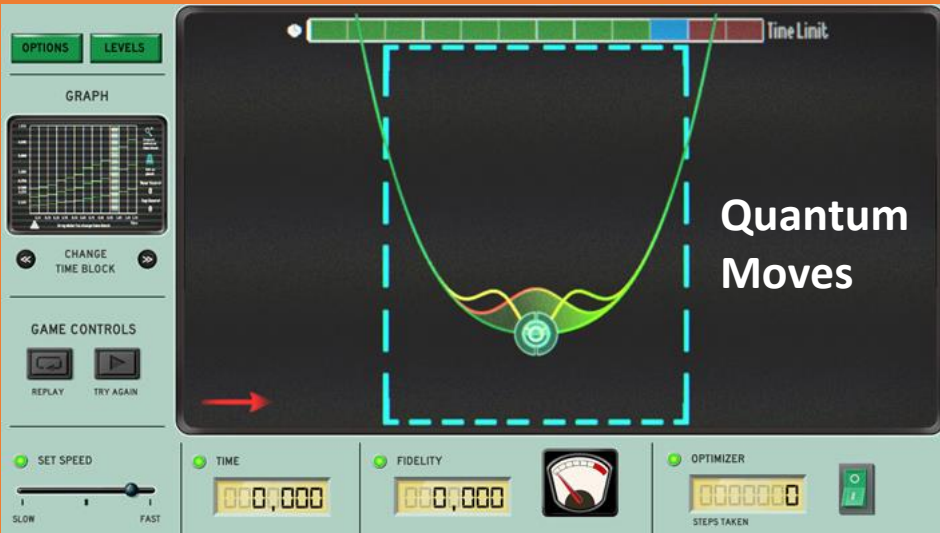 OPTIONS
LEVELS
Time Limit
GRAPH
CHANGE
TIME BLOCK
Quantum
Moves
GAME CONTROLS
REPLAY
TRY AGAIN
SET SPEED
SLOW
FAST
TIME
0,000
FIDELITY
0,000
OPTIMIZER
0
STEPS TAKEN